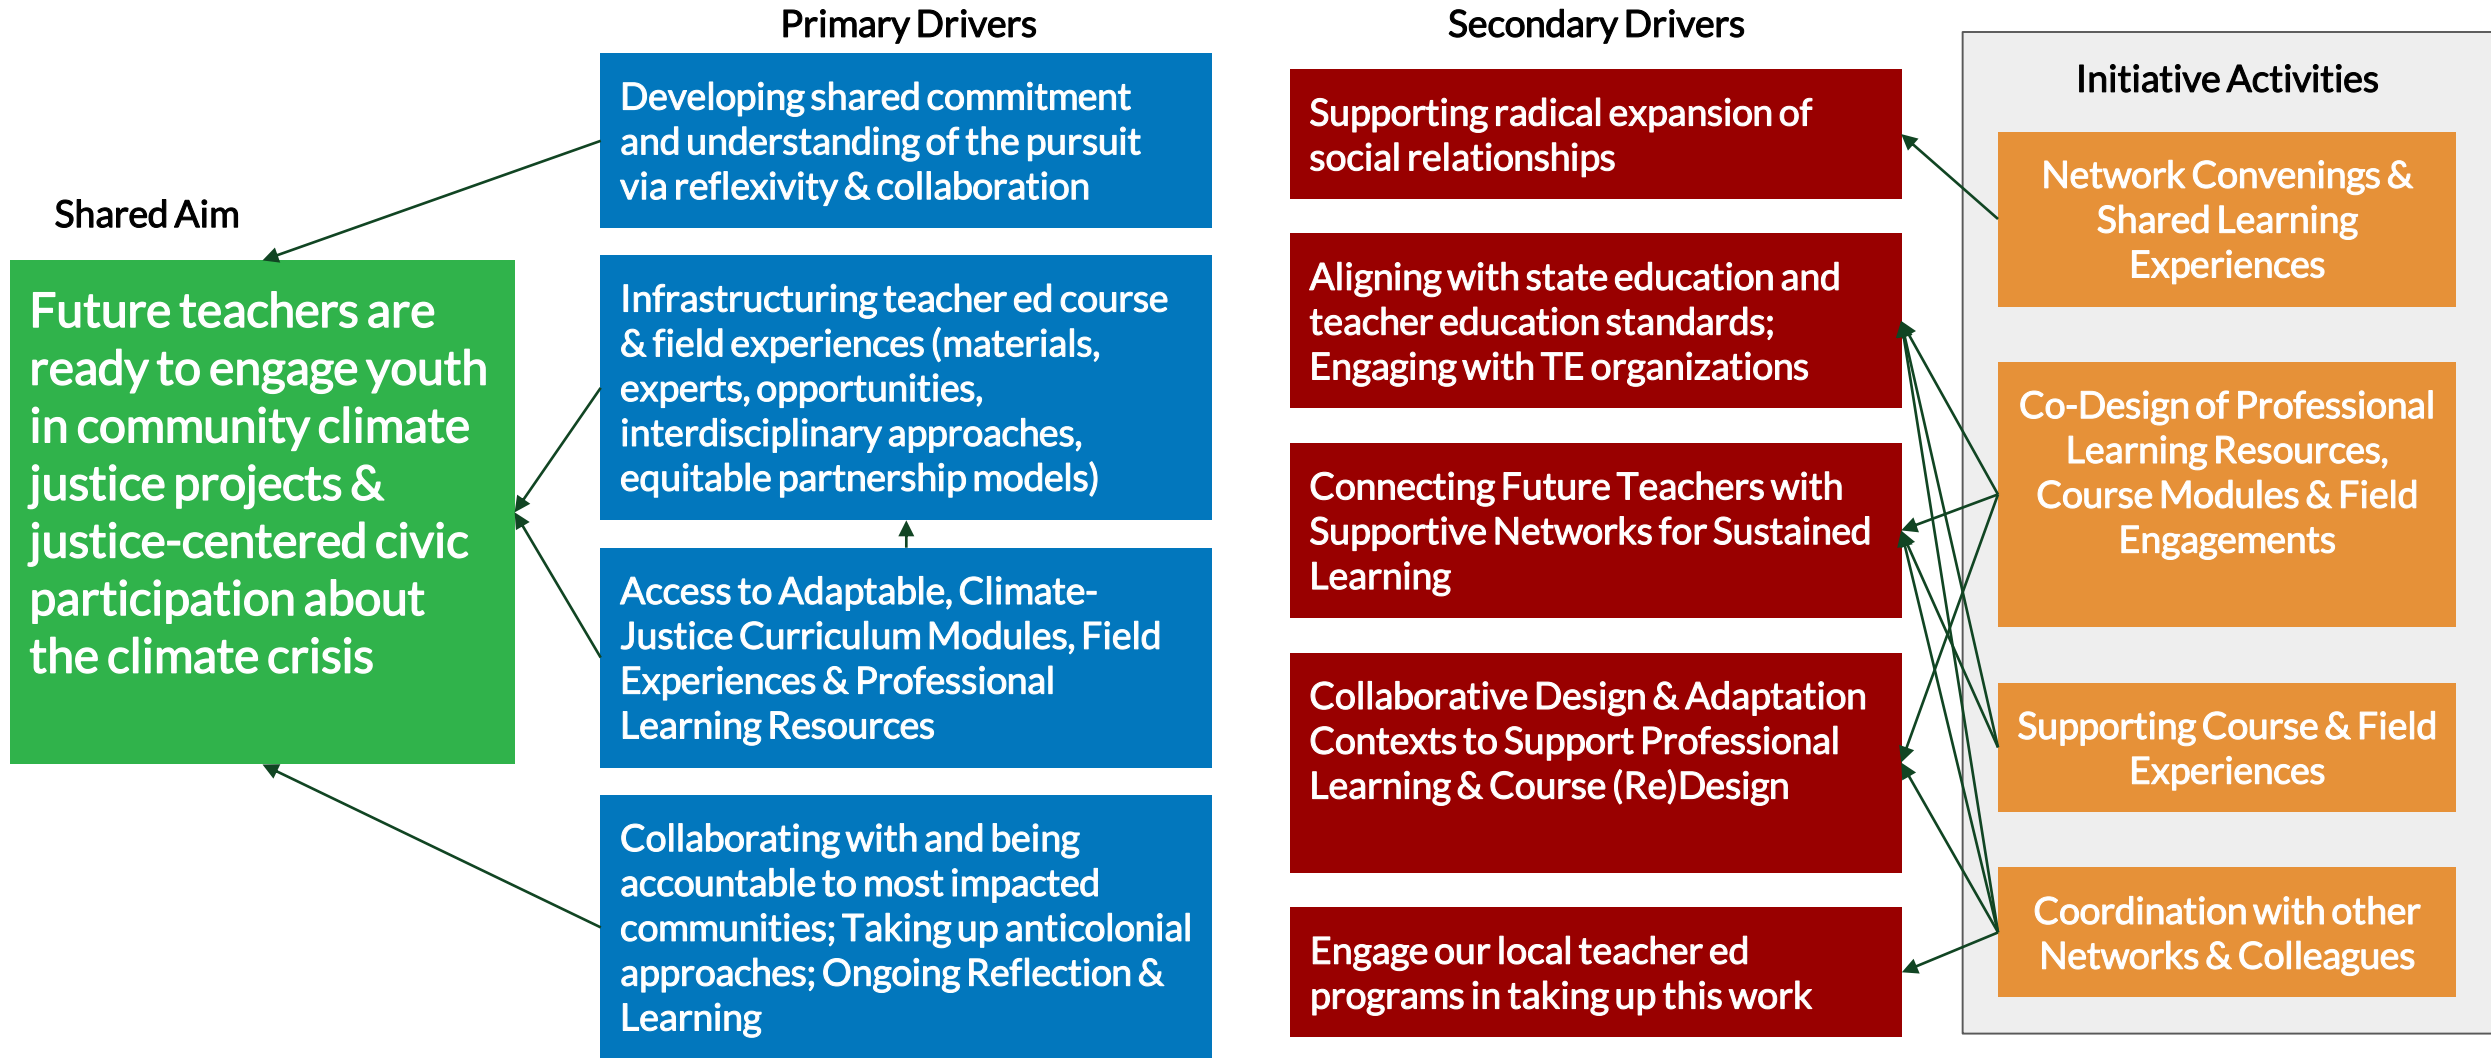 Primary Drivers
Secondary Drivers
Shared Aim
Initiative Activities
Future teachers are
ready to engage youth
in community climate
justice projects &
justice-centered civic
participation about
the climate crisis
Developing shared commitment
and understanding of the pursuit
via reflexivity & collaboration
Infrastructuring teacher ed course
& field experiences (materials,
experts, opportunities,
interdisciplinary approaches,
equitable partnership models)
Access to Adaptable, Climate-
Justice Curriculum Modules, Field
Experiences & Professional
Learning Resources
Collaborating with and being
accountable to most impacted
communities; Taking up anticolonial
approaches; Ongoing Reflection &
Learning
Supporting radical expansion of
social relationships
Aligning with state education and
teacher education standards;
Engaging with TE organizations
Connecting Future Teachers with
Supportive Networks for Sustained
Learning
Collaborative Design & Adaptation
Contexts to Support Professional
Learning & Course (Re)Design
Engage our local teacher ed
programs in taking up this work
Network Convenings &
Shared Learning
Experiences
Co-Design of Professional
Learning Resources,
Course Modules & Field
Engagements
Supporting Course & Field
Experiences
Coordination with other
Networks & Colleagues